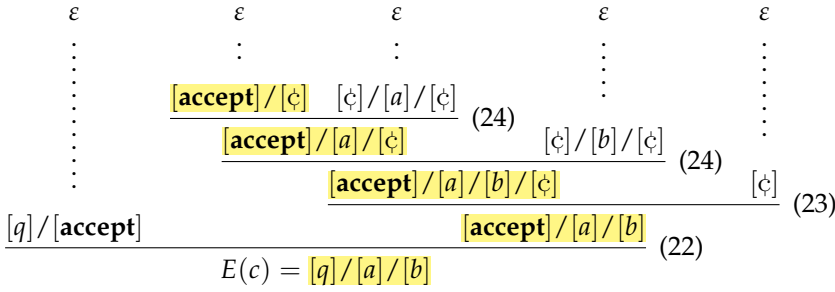 ε ε ε ε ε
[accept]/[¢] [¢]/[a]/[¢] (24)
[accept]/[a]/[¢] [¢]/[b]/[¢] (24)
[accept]/[a]/[b]/[¢] [¢] (23)
[q]/[accept] [accept]/[a]/[b] (22)
E(c) = [q]/[a]/[b]